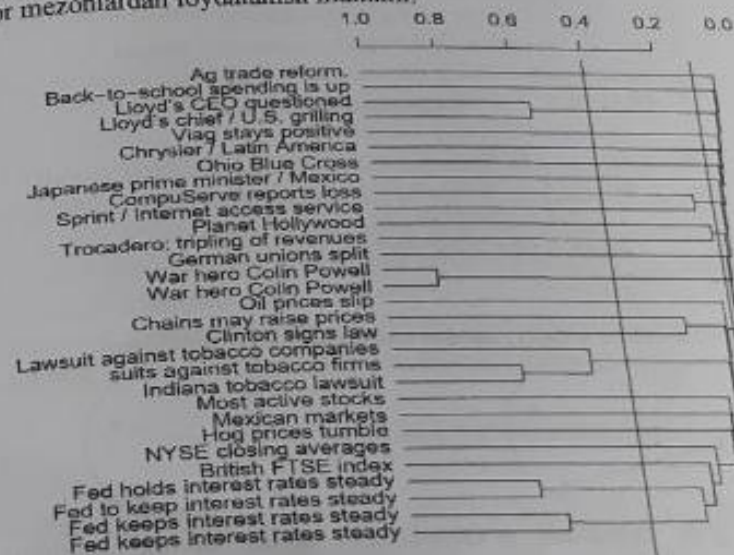 or mezonlardan foydalanish mumkin,
1.0 0.8 0.6 0.4 0.2 0.0
Ag trade reform.
Back-to-school spending is up
Lloyd's CEO questioned
Lloyd's chief / U.S. grilling
Viag stays positive
Chrysler / Latin America
Ohio Blue Cross
Japanese prime minister / Mexico
CompuServe reports loss
Sprint / Internet access service
Planet Hollywood
Trocadero: tripling of revenues
German unions split
War hero Colin Powell
War hero Colin Powell
Oil prices slip
Chains may raise prices
Clinton signs law
Lawsuit against tobacco companies
suits against tobacco firms
Indiana tobacco lawsuit
Most active stocks
Mexican markets
Hog prices tumble
NYSE closing averages
British FTSE index
Fed holds interest rates steady
Fed to keep interest rates steady
Fed keeps interest rates steady
Fed keeps interest rates steady